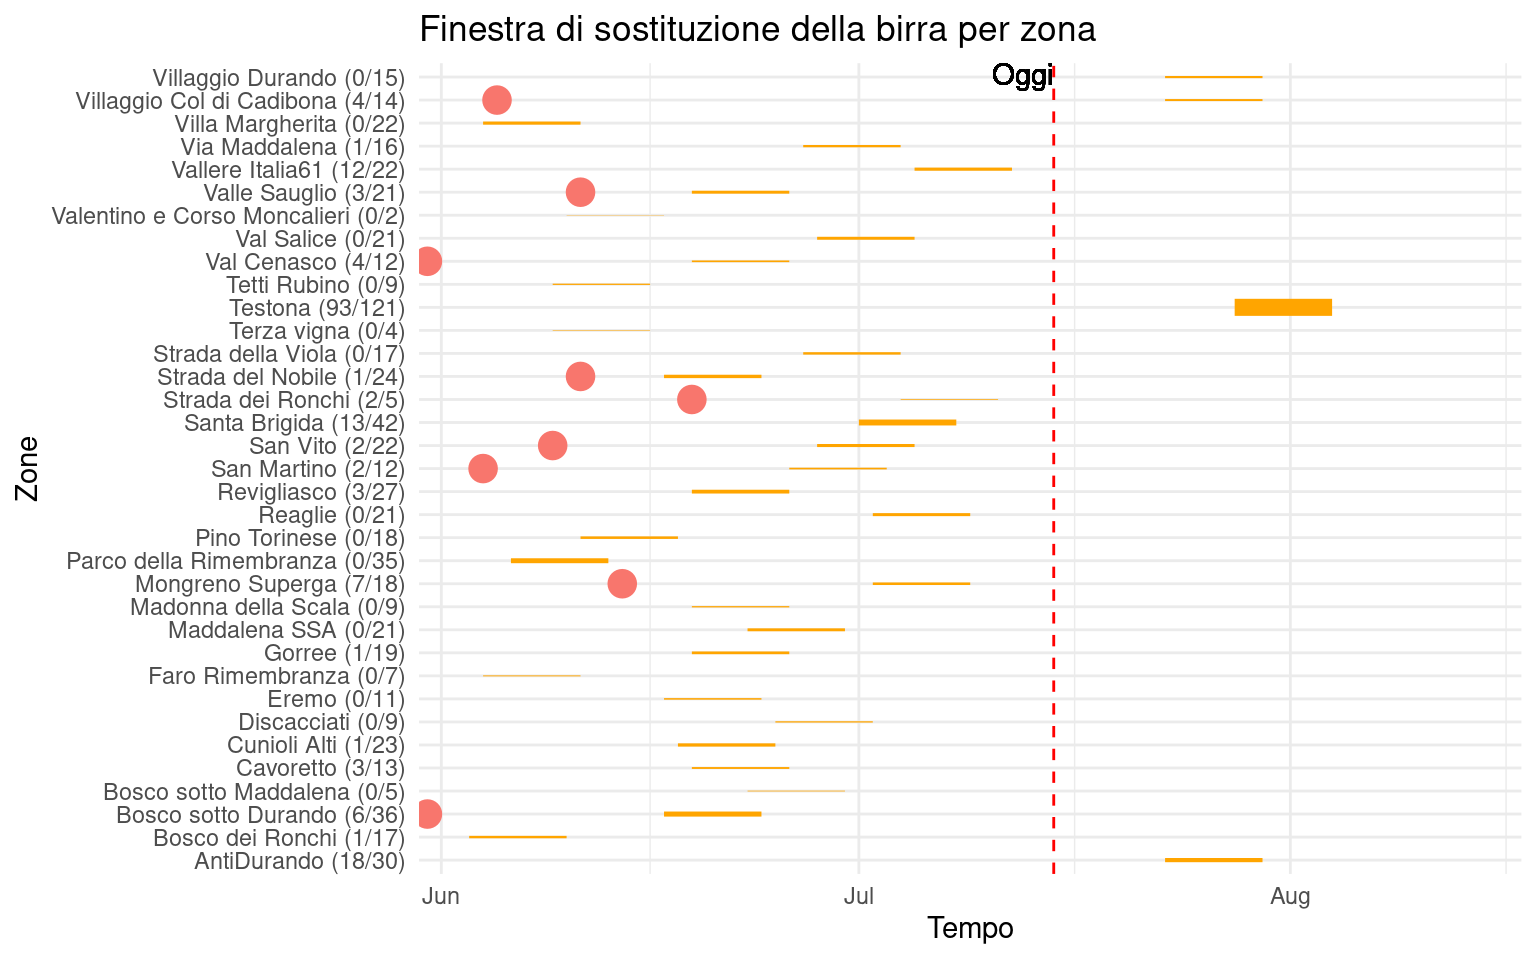 Finestra di sostituzione della birra per zona
Oggi
Villaggio Durando (0/15)
Villaggio Col di Cadibona (4/14)
Villa Margherita (0/22)
Via Maddalena (1/16)
Vallere Italia61 (12/22)
Valle Sauglio (3/21)
Valentino e Corso Moncalieri (0/2)
Val Salice (0/21)
Val Cenasco (4/12)
Tetti Rubino (0/9)
Testona (93/121)
Terza vigna (0/4)
Strada della Viola (0/17)
Strada del Nobile (1/24)
Strada dei Ronchi (2/5)
Santa Brigida (13/42)
San Vito (2/22)
San Martino (2/12)
Revigliasco (3/27)
Reaglie (0/21)
Pino Torinese (0/18)
Parco della Rimembranza (0/35)
Mongreno Superga (7/18)
Madonna della Scala (0/9)
Maddalena SSA (0/21)
Gorree (1/19)
Faro Rimembranza (0/7)
Eremo (0/11)
Discacciati (0/9)
Cunioli Alti (1/23)
Cavoretto (3/13)
Bosco sotto Maddalena (0/5)
Bosco sotto Durando (6/36)
Bosco dei Ronchi (1/17)
AntiDurando (18/30)
Zone
Jun Jul Aug
Tempo